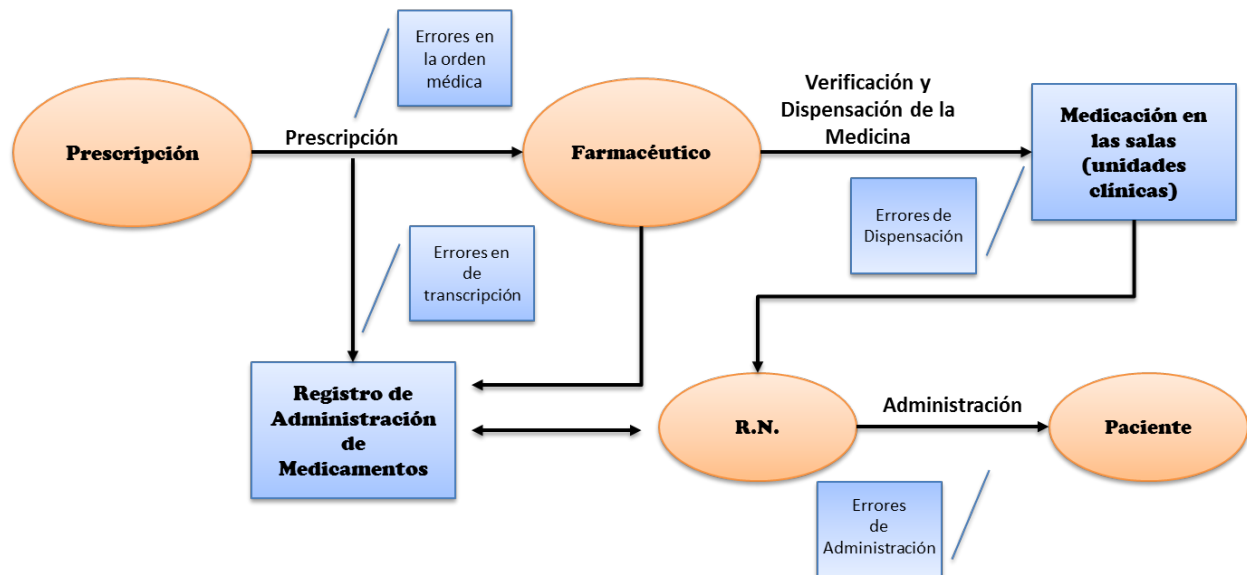 Errores en
la orden
médica
Prescripción
Prescripción
Farmacéutico
Verificación y
Dispensación de la
Medicina
Medicación en
las salas
(unidades
clínicas)
Errores de
Dispensación
Errores en
de
transcripción
Registro de
Administración
de
Medicamentos
R.N.
Administración
Paciente
Errores
de
Administración